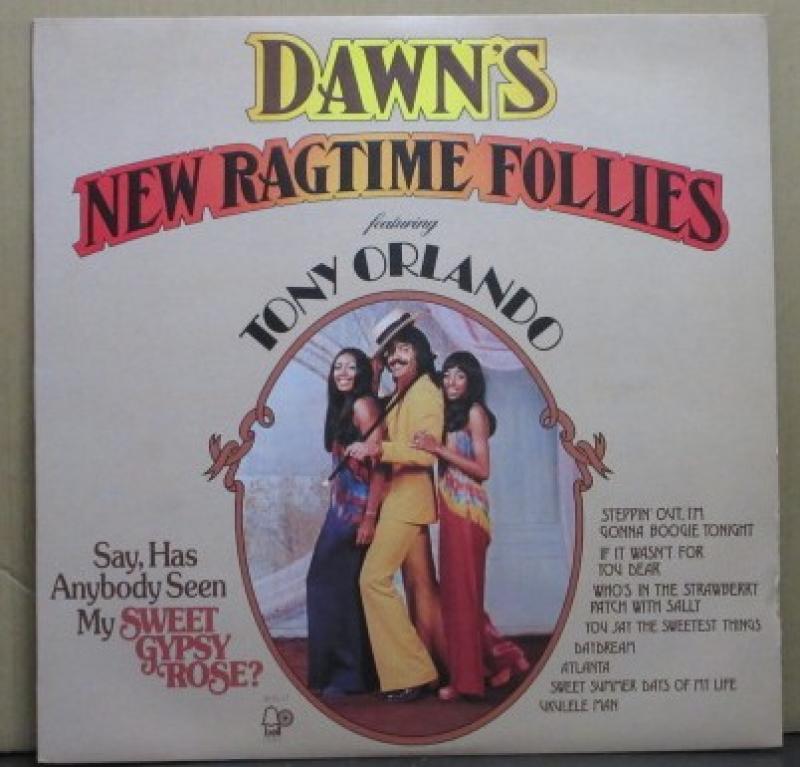 DAWN'S
NEW RAGTIME FOLLIES
featuring
TONY ORLANDO
Say, Has
Anybody Seen
My SWEET
GYPSY
ROSE?
STEPPIN' OUT, I'M
GONNA BOOGIE TONIGHT
IF IT WASN'T FOR
YOU DEAR
WHO'S IN THE STRAWBERRY
PATCH WITH SALLY
YOU SAY THE SWEETEST THINGS
DAYDREAM
ATLANTA
SWEET SUMMER DAYS OF MY LIFE
UKULELE MAN